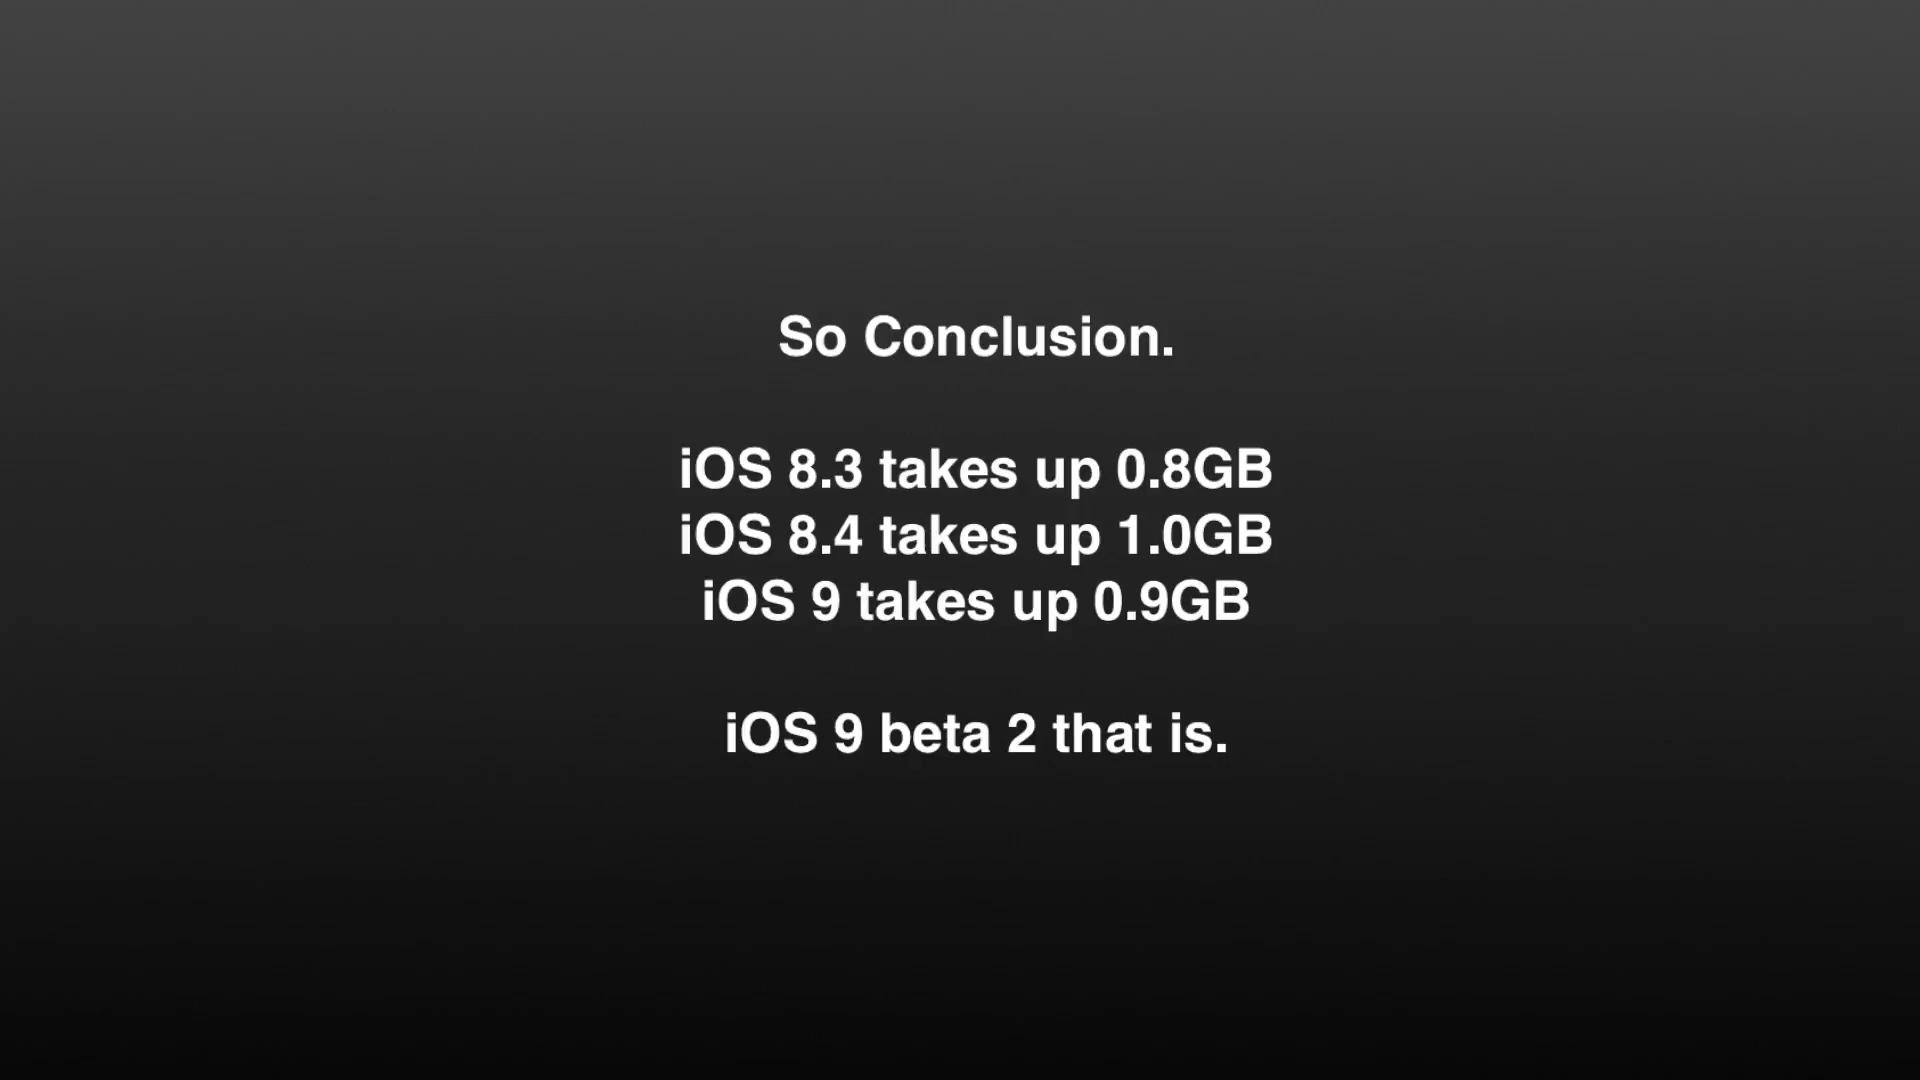 So Conclusion.
iOS 8.3 takes up 0.8GB
iOS 8.4 takes up 1.0GB
iOS 9 takes up 0.9GB
iOS 9 beta 2 that is.